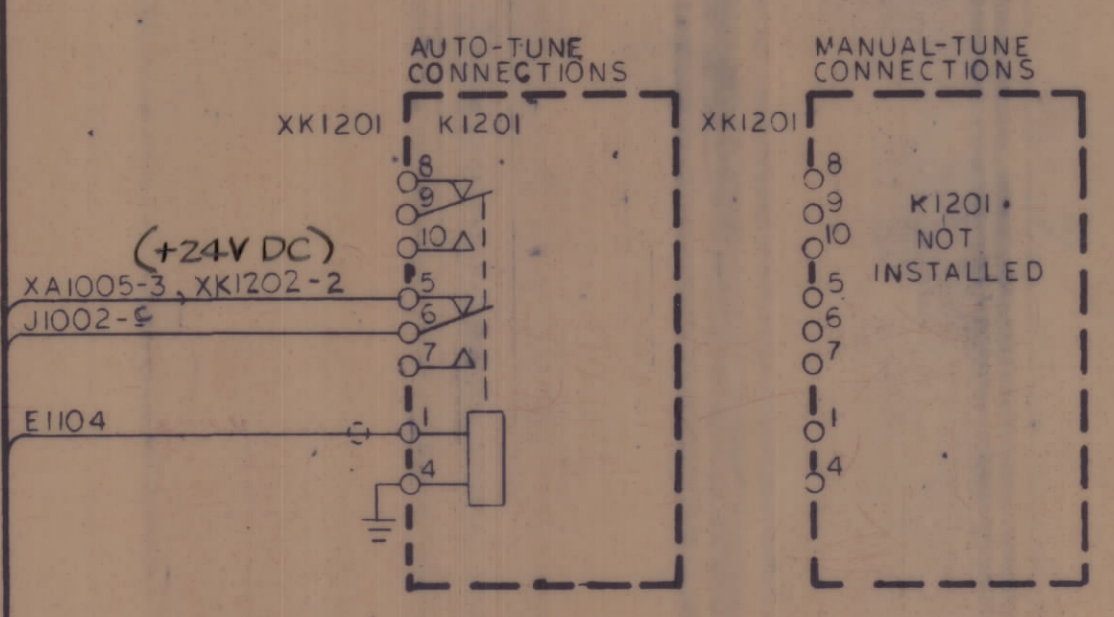 AUTO-TUNE
CONNECTIONS
XK1201
K1201
8
9
10
(+24V DC)
XA1005-3, XK1202-2
5
J1002-
6
7
E1104
1
4
MANUAL-TUNE
CONNECTIONS
XK1201
8
9
10
5
6
7
1
4
K1201
NOT
INSTALLED